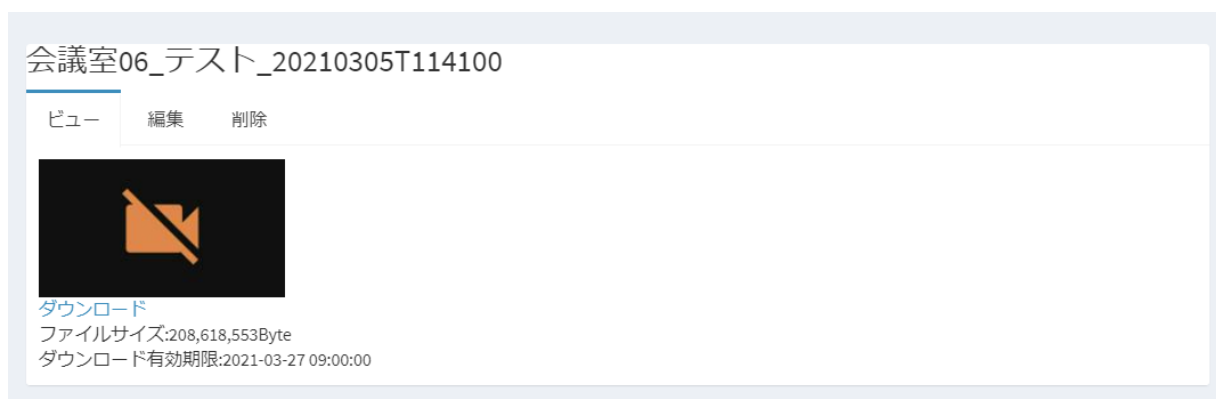 会議室06_テスト_20210305T114100
ビュー 編集 削除
ダウンロード
ファイルサイズ:208,618,553Byte
ダウンロード有効期限:2021-03-27 09:00:00